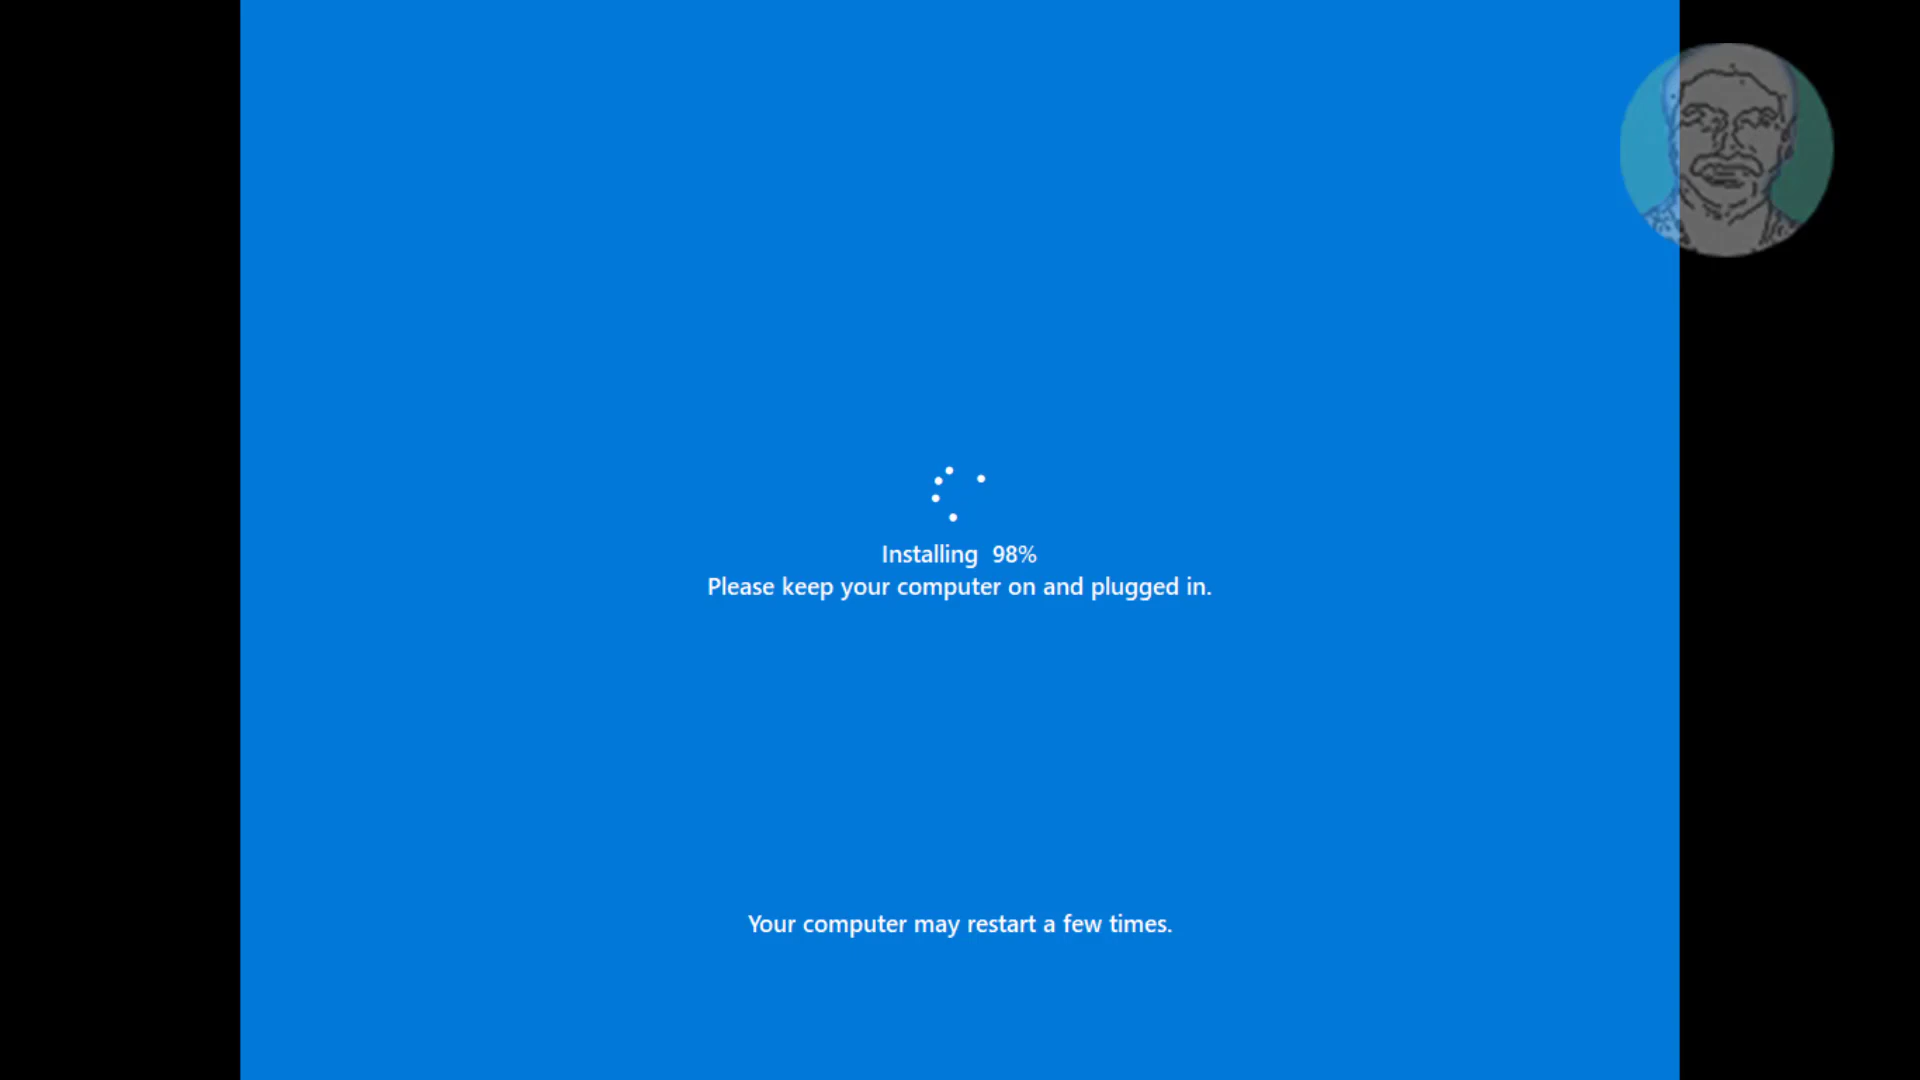 Installing 98%
Please keep your computer on and plugged in.
Your computer may restart a few times.